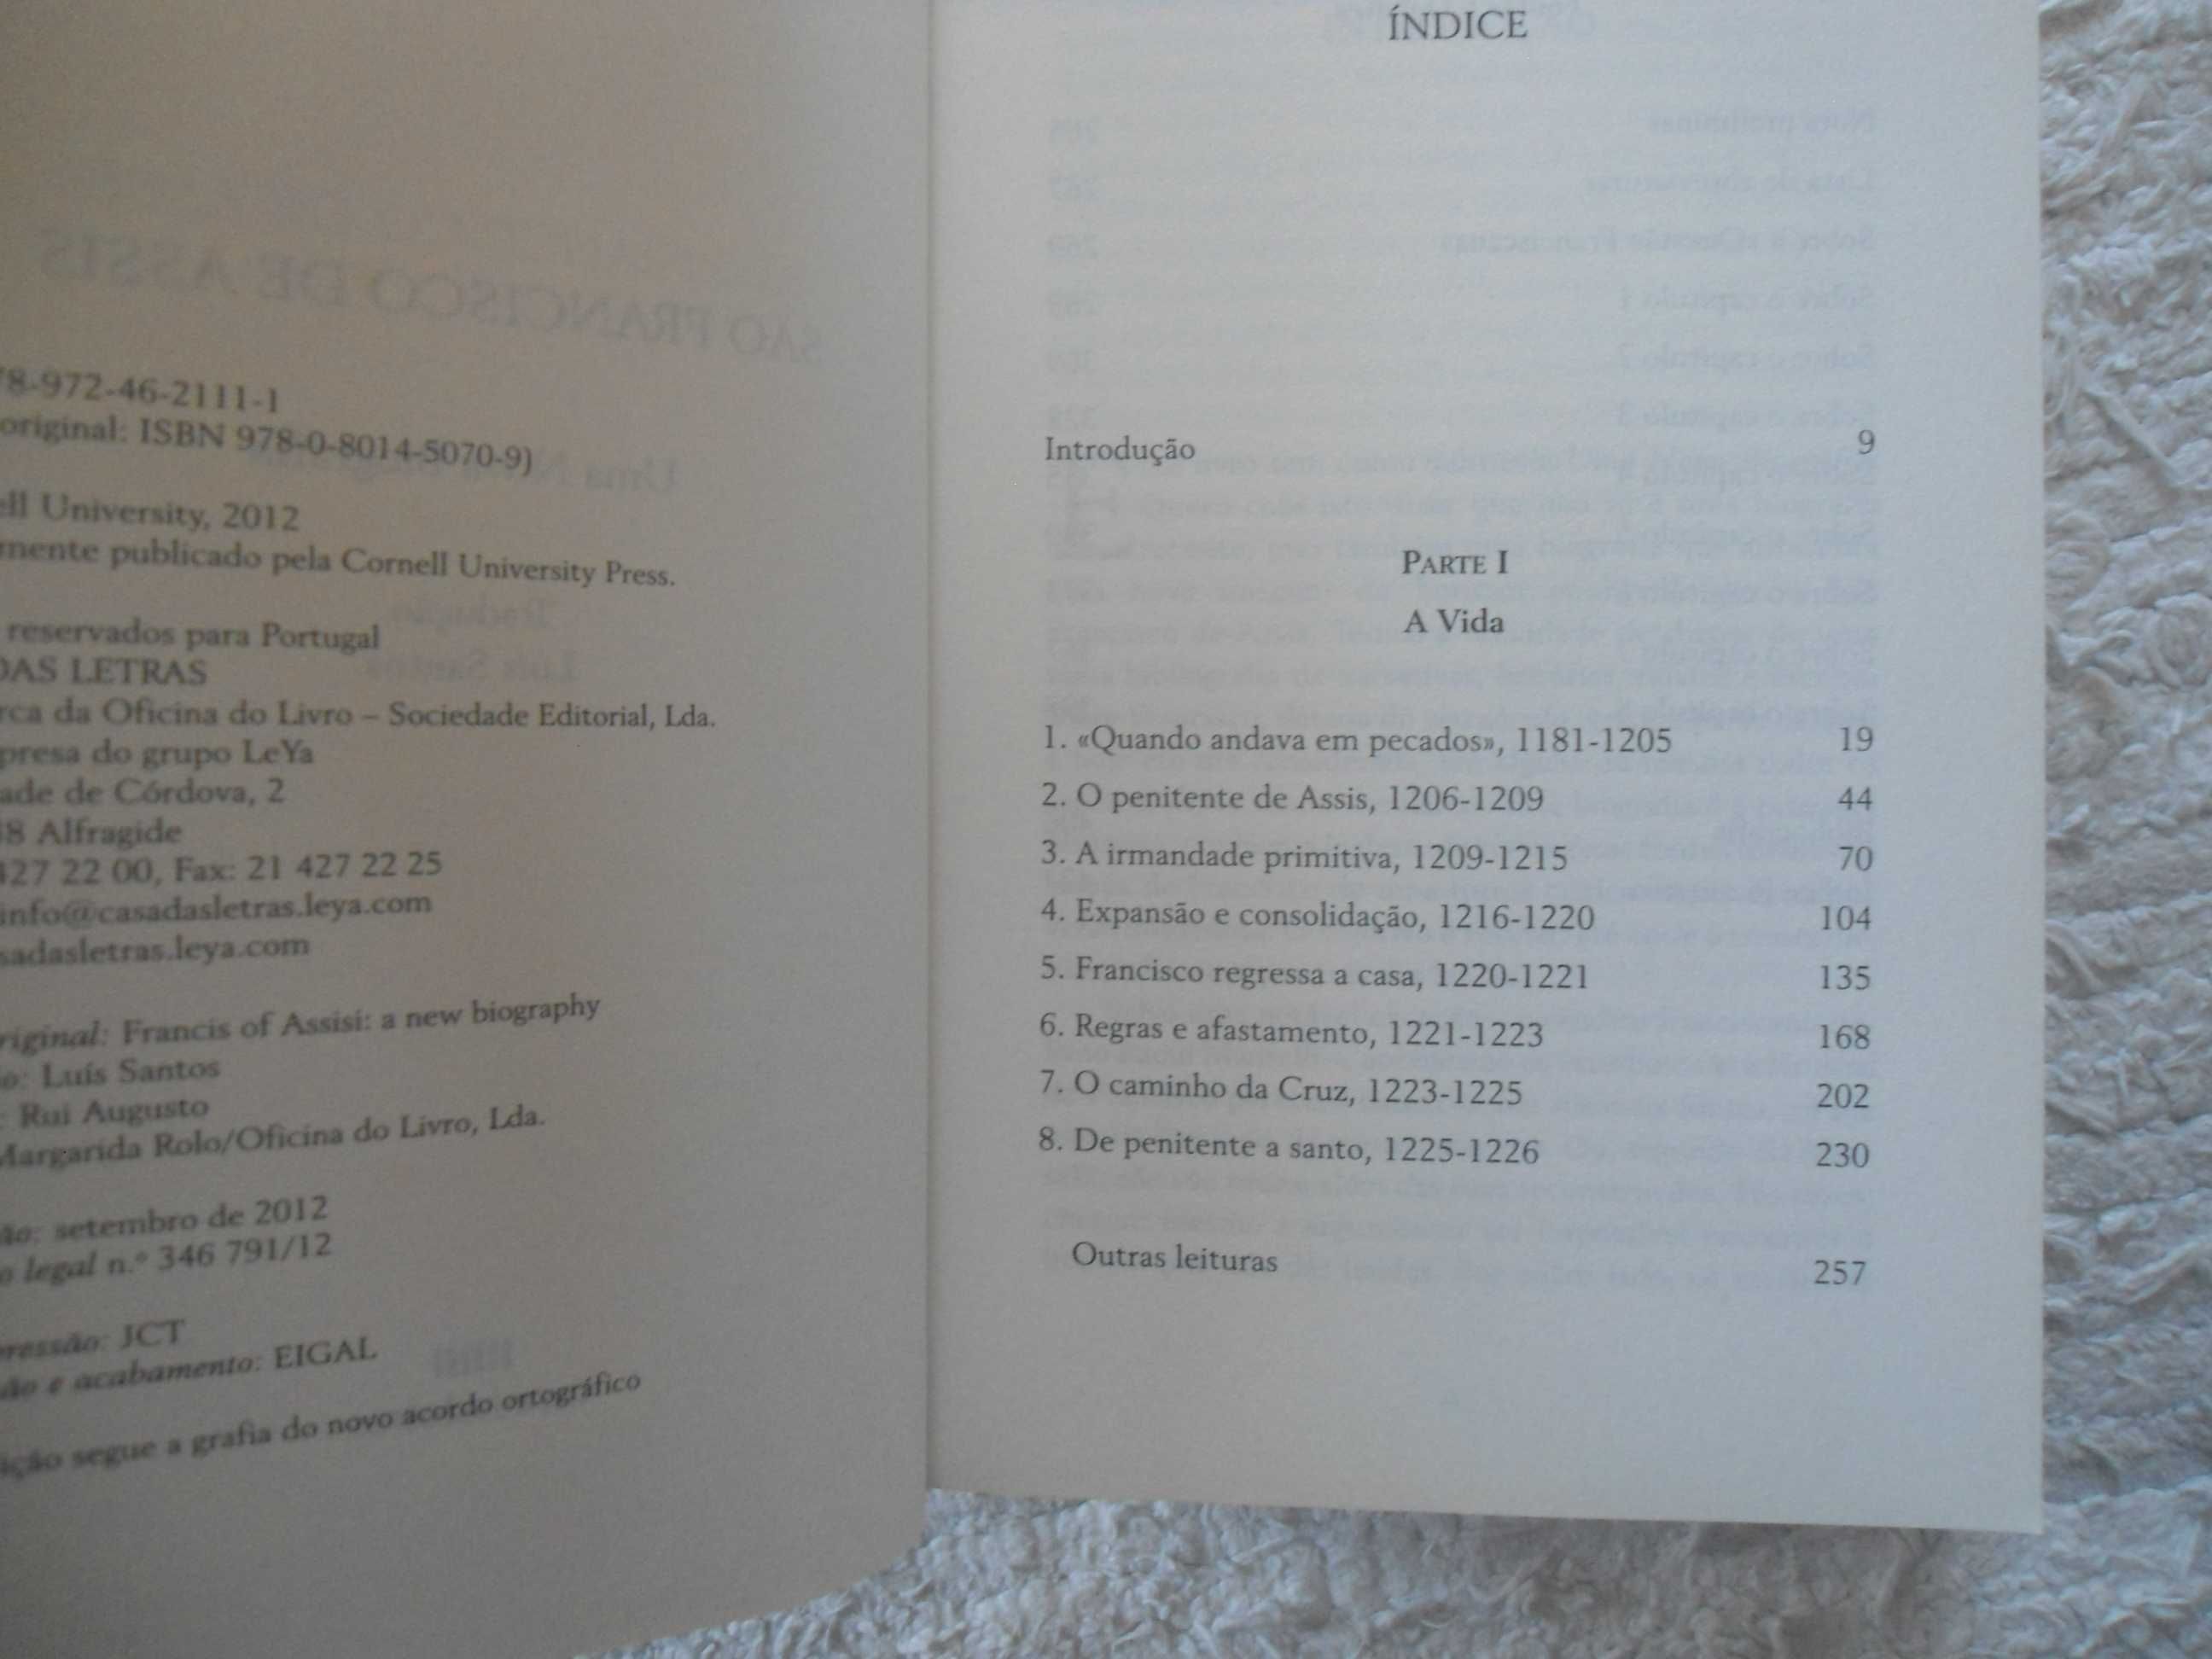 8-972-46-2111-1
original: ISBN 978-0-8014-5070-9)
ell University, 2012
mente publicado pela Cornell University Press.
reservados para Portugal
DAS LETRAS
rca da Oficina do Livro – Sociedade Editorial, Lda.
presa do grupo LeYa
ade de Córdova, 2
8 Alfragide
427 22 00, Fax: 21 427 22 25
info@casadasletras.leya.com
sadasletras.leya.com
riginal: Francis of Assisi: a new biography
o: Luís Santos
: Rui Augusto
Margarida Rolo/Oficina do Livro, Lda.
ão: setembro de 2012
o legal n.º 346 791/12
ressão: JCT
ão e acabamento: EIGAL
ição segue a grafia do novo acordo ortográfico
ÍNDICE
Introdução 9
PARTE I
A Vida
1. «Quando andava em pecados», 1181-1205 19
2. O penitente de Assis, 1206-1209 44
3. A irmandade primitiva, 1209-1215 70
4. Expansão e consolidação, 1216-1220 104
5. Francisco regressa a casa, 1220-1221 135
6. Regras e afastamento, 1221-1223 168
7. O caminho da Cruz, 1223-1225 202
8. De penitente a santo, 1225-1226 230
Outras leituras 257